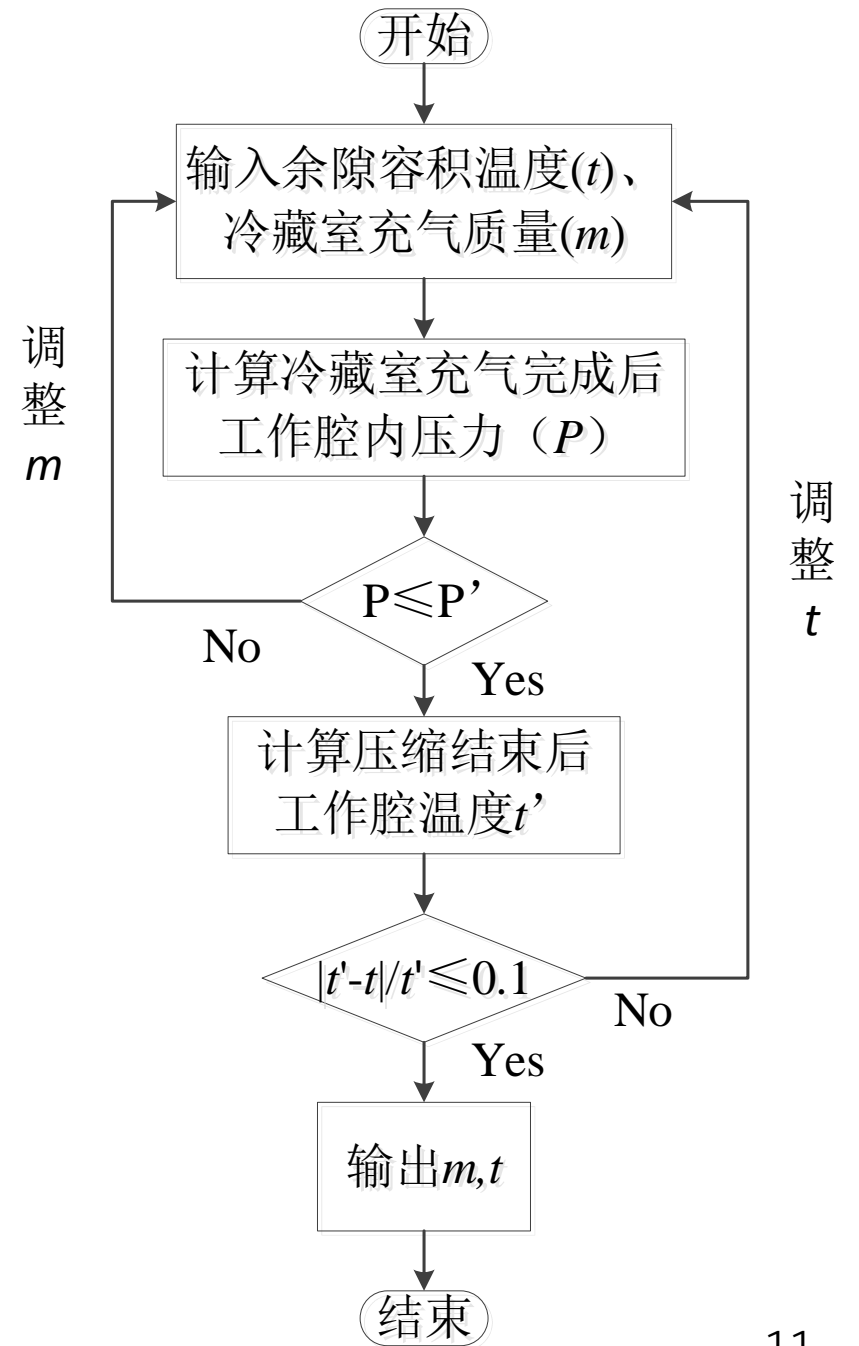 开始
输入余隙容积温度(t)、
冷藏室充气质量(m)
计算冷藏室充气完成后
工作腔内压力（P）
调
整
m
P≤P’
No
Yes
调
整
t
计算压缩结束后
工作腔温度t’
|t'-t|/t'≤0.1
No
Yes
输出m,t
结束
11